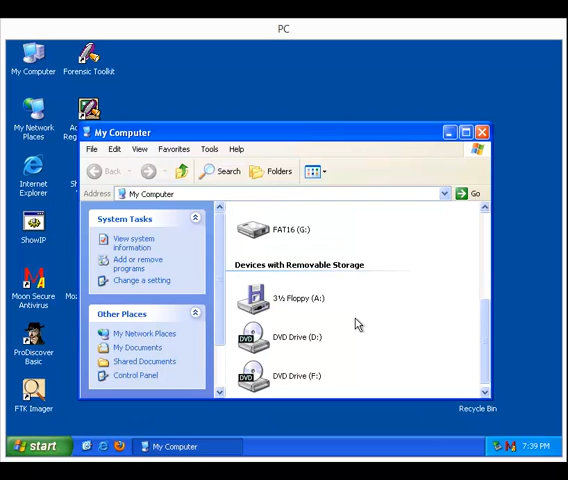 PC
My Computer
Forensic Toolkit
My Network
Places
Internet
Explorer
ShowIP
Moon Secure
Antivirus
ProDiscover
Basic
FTK Imager
My Computer
File Edit View Favorites Tools Help
Back Search Folders
Address My Computer Go
System Tasks
View system
information
Add or remove
programs
Change a setting
Other Places
My Network Places
My Documents
Shared Documents
Control Panel
FAT16 (G:)
Devices with Removable Storage
3½ Floppy (A:)
DVD
DVD Drive (D:)
DVD
DVD Drive (F:)
Recycle Bin
start My Computer 7:39 PM